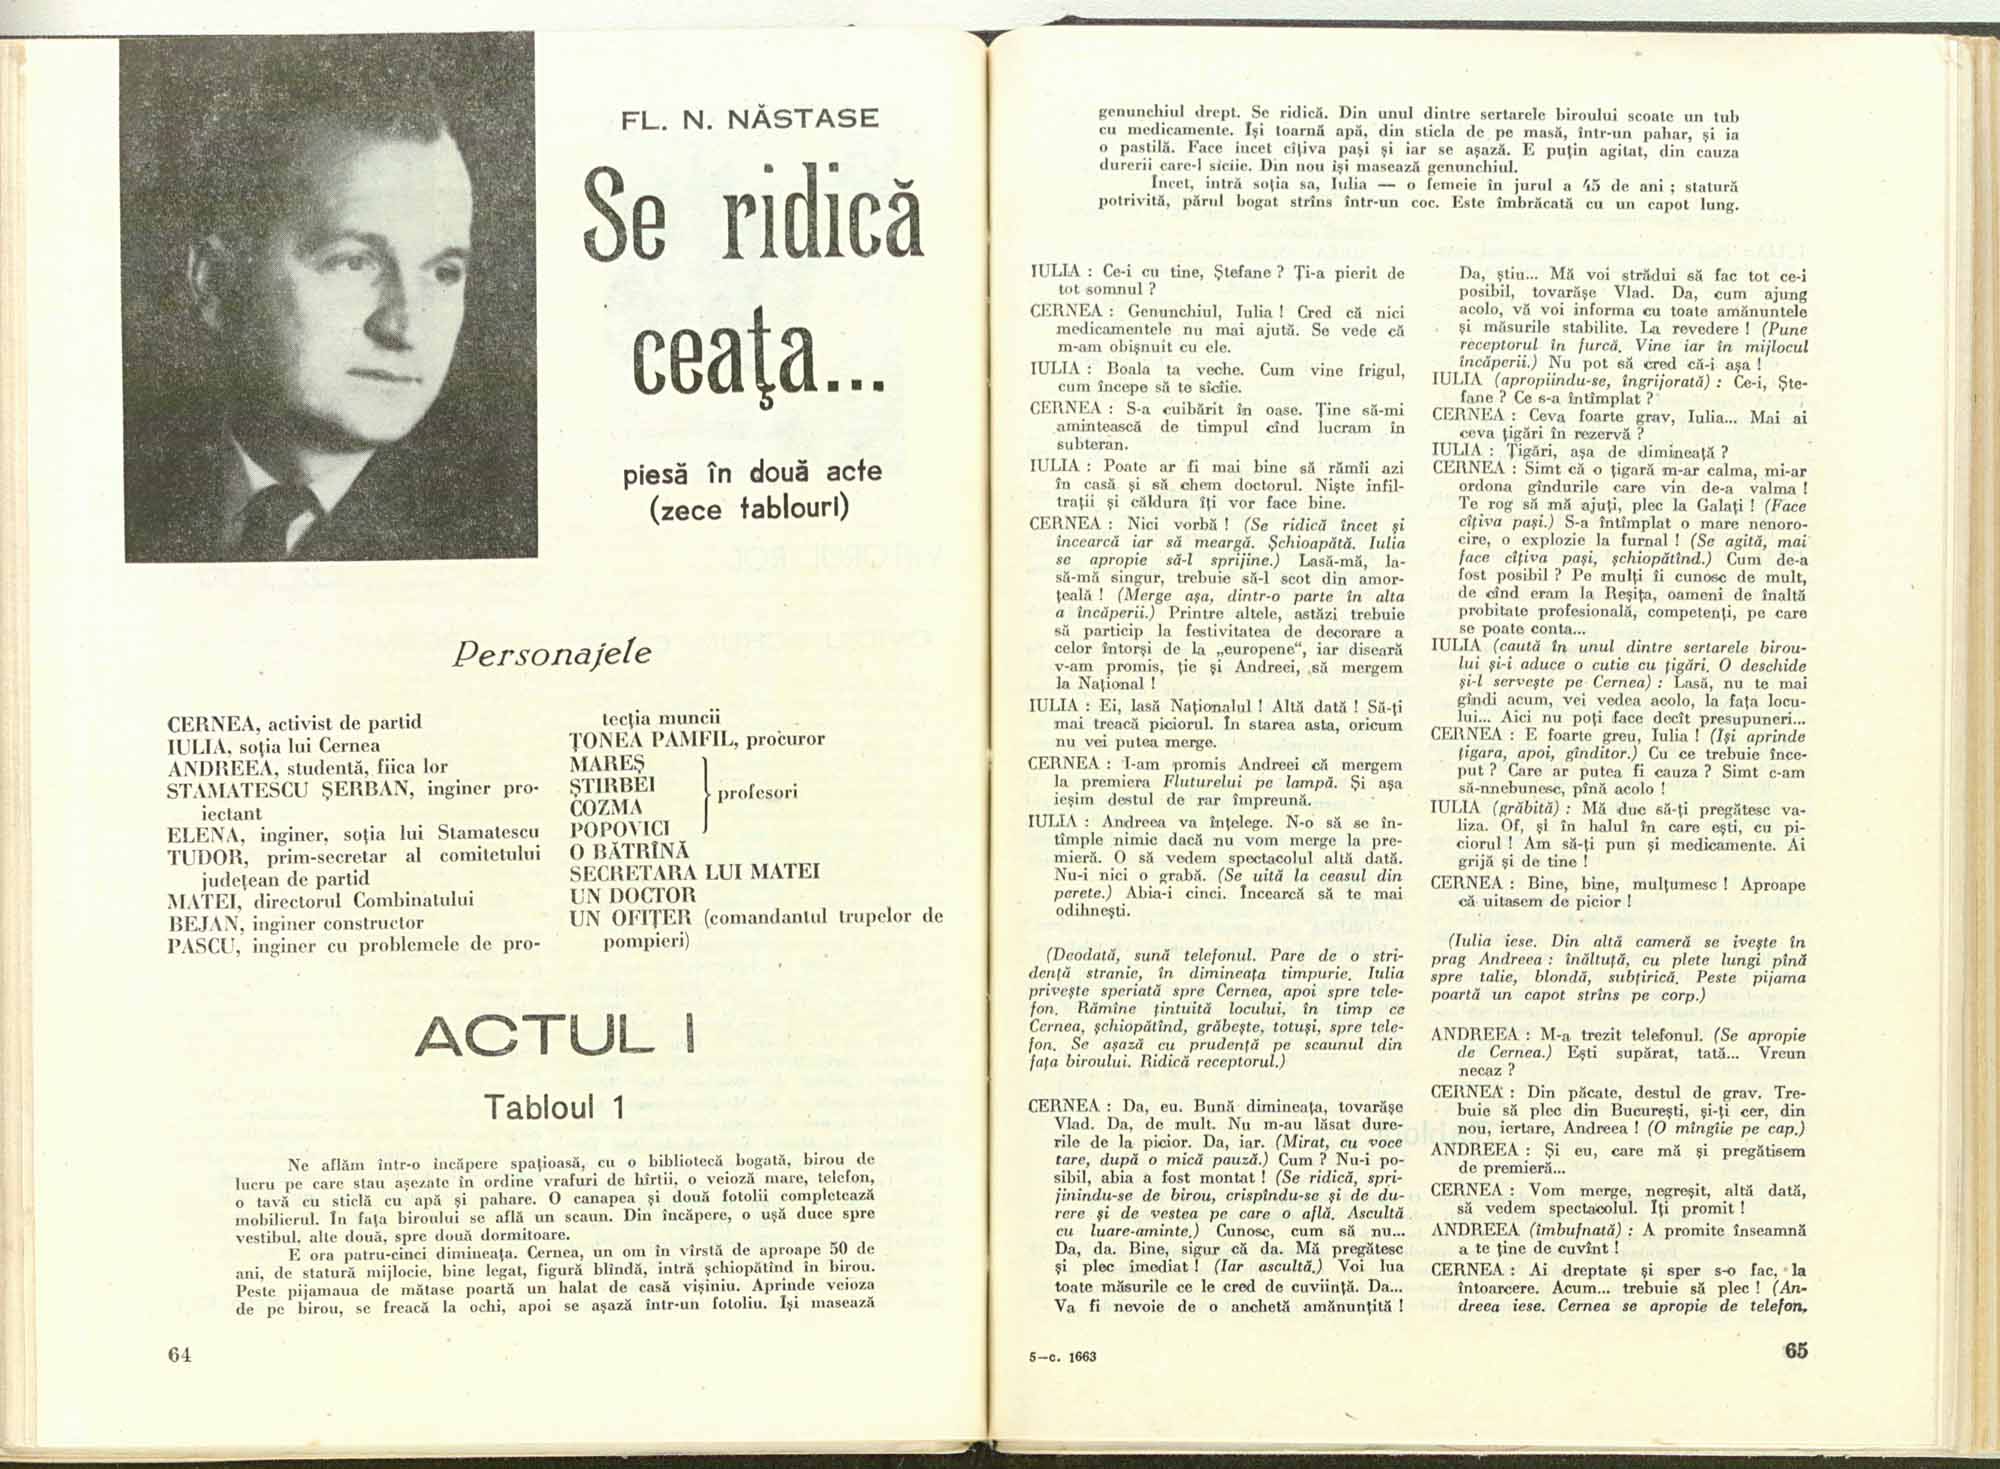 FL. N. NĂSTASE
Se ridică
ceața...
piesă în două acte
(zece tablouri)
Personajele
CERNEA, activist de partid
IULIA, soția lui Cernea
ANDREEA, studentă, fiica lor
STAMATESCU ȘERBAN, inginer pro-
iectant
ELENA, inginer, soția lui Stamatescu
TUDOR, prim-secretar al comitetului
județean de partid
MATEI, directorul Combinatului
BEJAN, inginer constructor
PASCU, inginer cu problemele de pro-
tecția muncii
ȚONEA PAMFIL, procuror
MAREȘ
ȘTIRBEI
COZMA
POPOVICI
profesori
O BĂTRÎNĂ
SECRETARA LUI MATEI
UN DOCTOR
UN OFIȚER (comandantul trupelor de
pompieri)
ACTUL I
Tabloul 1
Ne aflăm într-o încăpere spațioasă, cu o bibliotecă bogată, birou de
lucru pe care stau așezate în ordine vrafuri de hîrtii, o veioză mare, telefon,
o tavă cu sticlă cu apă și pahare. O canapea și două fotolii completează
mobilierul. În fața biroului se află un scaun. Din încăpere, o ușă duce spre
vestibul, alte două, spre două dormitoare.
E ora patru-cinci dimineața. Cernea, un om în vîrstă de aproape 50 de
ani, de statură mijlocie, bine legat, figură blîndă, intră șchiopătînd în birou.
Peste pijamaua de mătase poartă un halat de casă vișiniu. Aprinde veioza
de pe birou, se freacă la ochi, apoi se așază într-un fotoliu. Își masează
64
genunchiul drept. Se ridică. Din unul dintre sertarele biroului scoate un tub
cu medicamente. Își toarnă apă, din sticla de pe masă, într-un pahar, și ia
o pastilă. Face încet cîțiva pași și iar se așază. E puțin agitat, din cauza
durerii care-l sîcîie. Din nou își masează genunchiul.
Încet, intră soția sa, Iulia — o femeie în jurul a 45 de ani ; statură
potrivită, părul bogat strîns într-un coc. Este îmbrăcată cu un capot lung.
IULIA : Ce-i cu tine, Ștefane ? Ți-a pierit de
tot somnul ?
CERNEA : Genunchiul, Iulia ! Cred că nici
medicamentele nu mai ajută. Se vede că
m-am obișnuit cu ele.
IULIA : Boala ta veche. Cum vine frigul,
cum începe să te sîcîie.
CERNEA : S-a cuibărit în oase. Ține să-mi
amintească de timpul cînd lucram în
subteran.
IULIA : Poate ar fi mai bine să rămîi azi
în casă și să chem doctorul. Niște infil-
trații și căldura îți vor face bine.
CERNEA : Nici vorbă ! (Se ridică încet și
încearcă iar să meargă. Șchioapătă. Iulia
se apropie să-l sprijine.) Lasă-mă, la-
să-mă singur, trebuie să-l scot din amor-
țeală ! (Merge așa, dintr-o parte în alta
a încăperii.) Printre altele, astăzi trebuie
să particip la festivitatea de decorare a
celor întorși de la „europene“, iar diseară
v-am promis, ție și Andreei, să mergem
la Național !
IULIA : Ei, lasă Naționalul ! Altă dată ! Să-ți
mai treacă piciorul. În starea asta, oricum
nu vei putea merge.
CERNEA : I-am promis Andreei că mergem
la premiera Fluturelui pe lampă. Și așa
ieșim destul de rar împreună.
IULIA : Andreea va înțelege. N-o să se în-
tîmple nimic dacă nu vom merge la pre-
mieră. O să vedem spectacolul altă dată.
Nu-i nici o grabă. (Se uită la ceasul din
perete.) Abia-i cinci. Încearcă să te mai
odihnești.
(Deodată, sună telefonul. Pare de o stri-
dență stranie, în dimineața timpurie. Iulia
privește speriată spre Cernea, apoi spre tele-
fon. Rămîne țintuită locului, în timp ce
Cernea, șchiopătînd, grăbește, totuși, spre tele-
fon. Se așază cu prudență pe scaunul din
fața biroului. Ridică receptorul.)
CERNEA : Da, eu. Bună dimineața, tovarășe
Vlad. Da, de mult. Nu m-au lăsat dure-
rile de la picior. Da, iar. (Mirat, cu voce
tare, după o mică pauză.) Cum ? Nu-i po-
sibil, abia a fost montat ! (Se ridică, spri-
jinindu-se de birou, crispîndu-se și de du-
rere și de vestea pe care o află. Ascultă
cu luare-aminte.) Cunosc, cum să nu...
Da, da. Bine, sigur că da. Mă pregătesc
și plec imediat ! (Iar ascultă.) Voi lua
toate măsurile ce le cred de cuviință. Da...
Va fi nevoie de o anchetă amănunțită !
Da, știu... Mă voi strădui să fac tot ce-i
posibil, tovarășe Vlad. Da, cum ajung
acolo, vă voi informa cu toate amănuntele
și măsurile stabilite. La revedere ! (Pune
receptorul în furcă. Vine iar în mijlocul
încăperii.) Nu pot să cred că-i așa !
IULIA (apropiindu-se, îngrijorată) : Ce-i, Ște-
fane ? Ce s-a întîmplat ?
CERNEA : Ceva foarte grav, Iulia... Mai ai
ceva țigări în rezervă ?
IULIA : Țigări, așa de dimineață ?
CERNEA : Simt că o țigară m-ar calma, mi-ar
ordona gîndurile care vin de-a valma !
Te rog să mă ajuți, plec la Galați ! (Face
cîțiva pași.) S-a întîmplat o mare nenoro-
cire, o explozie la furnal ! (Se agită, mai
face cîțiva pași, șchiopătînd.) Cum de-a
fost posibil ? Pe mulți îi cunosc de mult,
de cînd eram la Reșița, oameni de înaltă
probitate profesională, competenți, pe care
se poate conta...
IULIA (caută în unul dintre sertarele birou-
lui și-i aduce o cutie cu țigări. O deschide
și-l servește pe Cernea) : Lasă, nu te mai
gîndi acum, vei vedea acolo, la fața locu-
lui... Aici nu poți face decît presupuneri...
CERNEA : E foarte greu, Iulia ! (Își aprinde
țigara, apoi, gînditor.) Cu ce trebuie înce-
put ? Care ar putea fi cauza ? Simt c-am
să-nnebunesc, pînă acolo !
IULIA (grăbită) : Mă duc să-ți pregătesc va-
liza. Of, și în halul în care ești, cu pi-
ciorul ! Am să-ți pun și medicamente. Ai
grijă și de tine !
CERNEA : Bine, bine, mulțumesc ! Aproape
că uitasem de picior !
(Iulia iese. Din altă cameră se ivește în
prag Andreea : înăltuță, cu plete lungi pînă
spre talie, blondă, subțirică. Peste pijama
poartă un capot strîns pe corp.)
ANDREEA : M-a trezit telefonul. (Se apropie
de Cernea.) Ești supărat, tată... Vreun
necaz ?
CERNEA : Din păcate, destul de grav. Tre-
buie să plec din București, și-ți cer, din
nou, iertare, Andreea ! (O mîngîie pe cap.)
ANDREEA : Și eu, care mă și pregătisem
de premieră...
CERNEA : Vom merge, negreșit, altă dată,
să vedem spectacolul. Îți promit !
ANDREEA (îmbufnată) : A promite înseamnă
a te ține de cuvînt !
CERNEA : Ai dreptate și sper s-o fac, la
întoarcere. Acum... trebuie să plec ! (An-
dreea iese. Cernea se apropie de telefon,
5—c. 1663
65